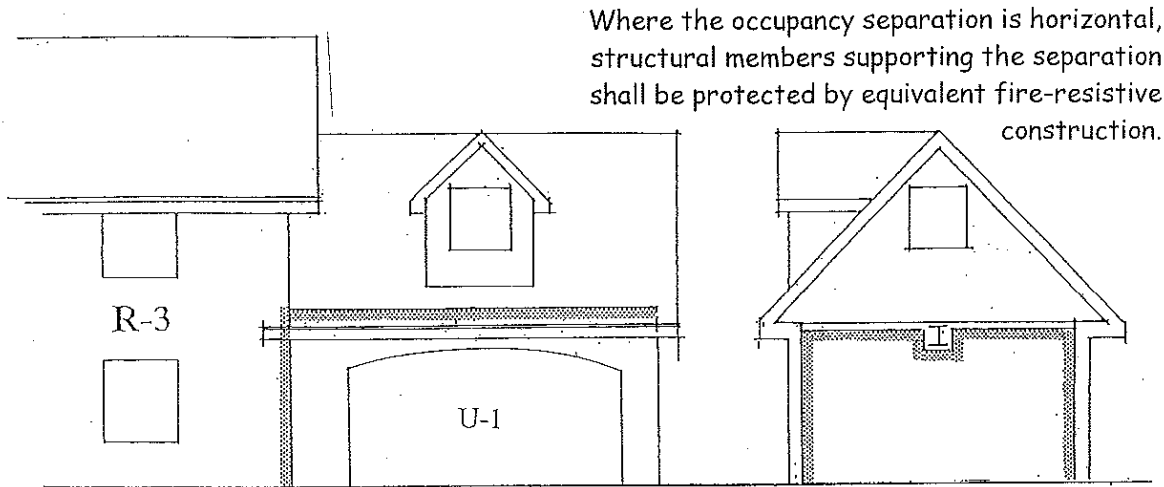 Where the occupancy separation is horizontal,
structural members supporting the separation
shall be protected by equivalent fire-resistive
construction.
R-3
U-1